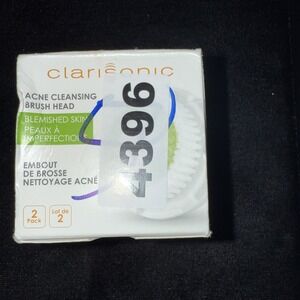 clarisonic
ACNE CLEANSING
BRUSH HEAD
BLEMISHED SKIN
PEAUX À
IMPERFECTIO
EMBOUT
DE BROSSE
NETTOYAGE ACNÉ
2 Pack
Lot de 2
4396